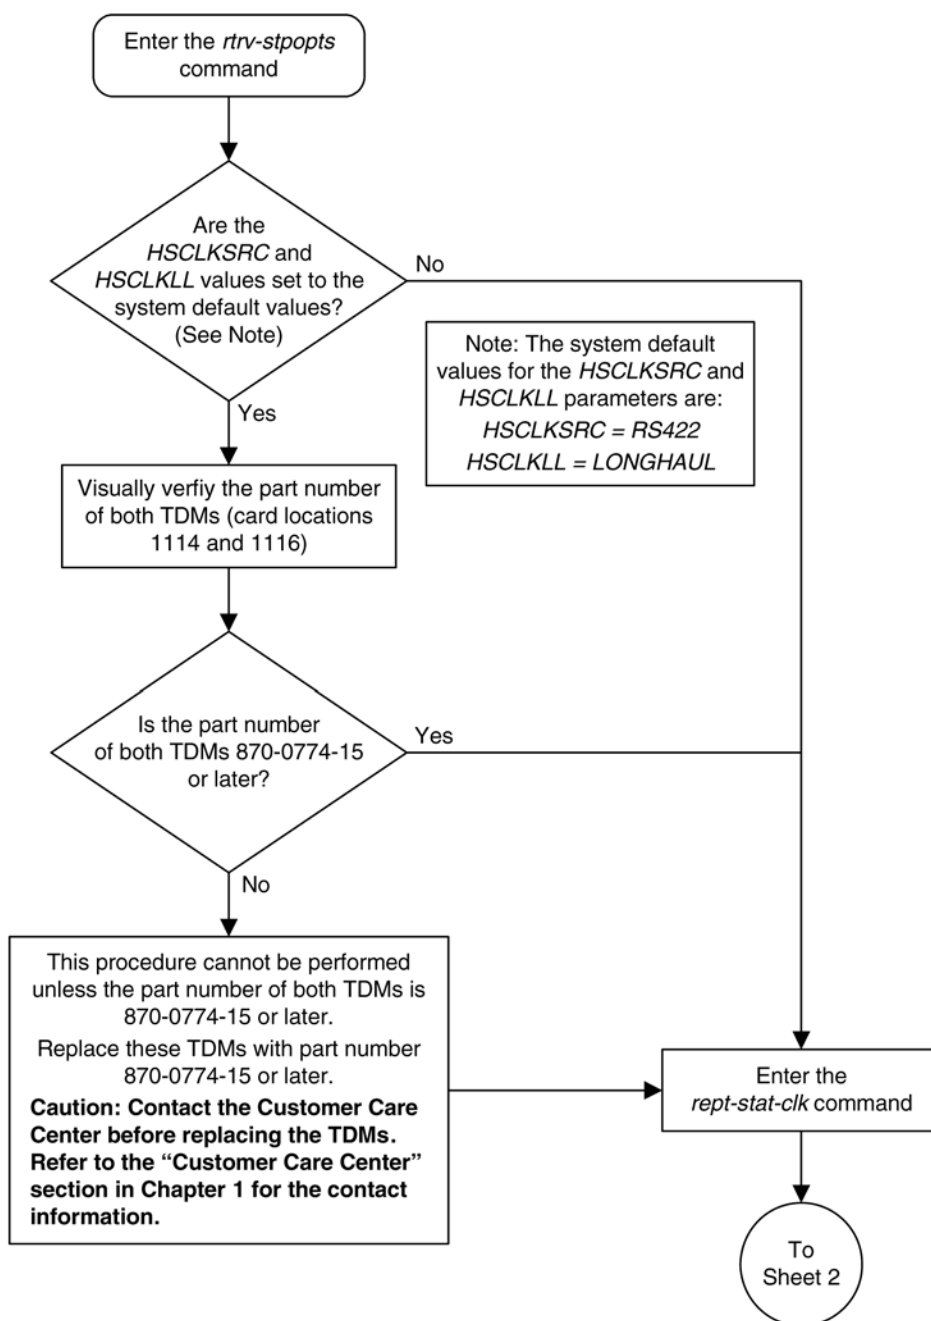 Enter the rtrv-stpopts
command
Are the
HSCLKSRC and
HSCLKLL values set to the
system default values?
(See Note)
No
Note: The system default
values for the HSCLKSRC and
HSCLKLL parameters are:
HSCLKSRC = RS422
HSCLKLL = LONGHAUL
Yes
Visually verfiy the part number
of both TDMs (card locations
1114 and 1116)
Is the part number
of both TDMs 870-0774-15
or later?
Yes
No
This procedure cannot be performed
unless the part number of both TDMs is
870-0774-15 or later.
Replace these TDMs with part number
870-0774-15 or later.
Caution: Contact the Customer Care
Center before replacing the TDMs.
Refer to the “Customer Care Center”
section in Chapter 1 for the contact
information.
Enter the
rept-stat-clk command
To
Sheet 2